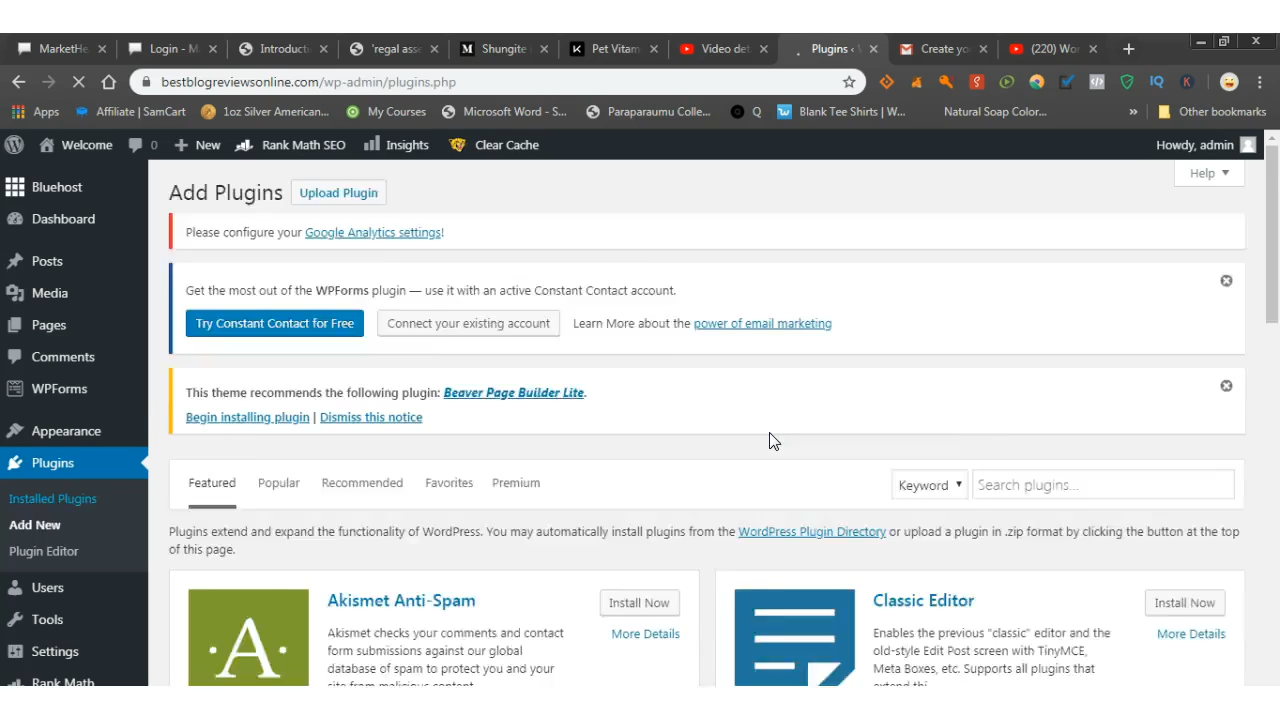 MarketHe
Login - M
Introducti
'regal asse
Shungite
Pet Vitam
Video det
Plugins ‹
Create yo
(220) Wor
bestblogreviewsonline.com/wp-admin/plugins.php
Apps
Affiliate | SamCart
1oz Silver American...
My Courses
Microsoft Word - S...
Paraparaumu Colle...
Q
Blank Tee Shirts | W...
Natural Soap Color...
»
Other bookmarks
Welcome
0
New
Rank Math SEO
Insights
Clear Cache
Howdy, admin
Bluehost
Dashboard
Posts
Media
Pages
Comments
WPForms
Appearance
Plugins
Installed Plugins
Add New
Plugin Editor
Users
Tools
Settings
Rank Math
Help
Add Plugins
Upload Plugin
Please configure your Google Analytics settings!
Get the most out of the WPForms plugin — use it with an active Constant Contact account.
Try Constant Contact for Free
Connect your existing account
Learn More about the power of email marketing
This theme recommends the following plugin: Beaver Page Builder Lite.
Begin installing plugin | Dismiss this notice
Featured
Popular
Recommended
Favorites
Premium
Keyword
Search plugins...
Plugins extend and expand the functionality of WordPress. You may automatically install plugins from the WordPress Plugin Directory or upload a plugin in .zip format by clicking the button at the top
of this page.
Akismet Anti-Spam
Install Now
More Details
Akismet checks your comments and contact
form submissions against our global
database of spam to protect you and your
site from malicious content.
Classic Editor
Install Now
More Details
Enables the previous "classic" editor and the
old-style Edit Post screen with TinyMCE,
Meta Boxes, etc. Supports all plugins that
extend thi